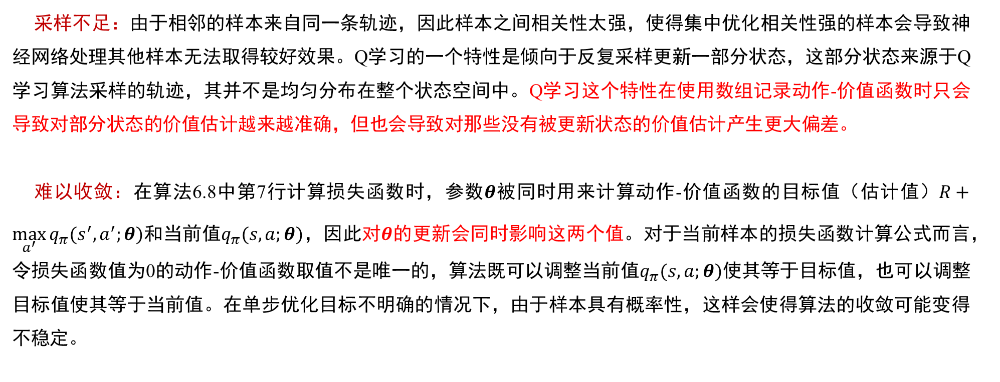 采样不足：由于相邻的样本来自同一条轨迹，因此样本之间相关性太强，使得集中优化相关性强的样本会导致神
经网络处理其他样本无法取得较好效果。Q学习的一个特性是倾向于反复采样更新一部分状态，这部分状态来源于Q
学习算法采样的轨迹，其并不是均匀分布在整个状态空间中。Q学习这个特性在使用数组记录动作-价值函数时只会
导致对部分状态的价值估计越来越准确，但也会导致对那些没有被更新状态的价值估计产生更大偏差。
难以收敛：在算法6.8中第7行计算损失函数时，参数𝜽被同时用来计算动作-价值函数的目标值（估计值）𝑅 +
max𝑎′ 𝑞𝜋(𝑠′, 𝑎′; 𝜽)和当前值𝑞𝜋(𝑠, 𝑎; 𝜽)，因此对𝜽的更新会同时影响这两个值。对于当前样本的损失函数计算公式而言，
令损失函数值为0的动作-价值函数取值不是唯一的，算法既可以调整当前值𝑞𝜋(𝑠, 𝑎; 𝜽)使其等于目标值，也可以调整
目标值使其等于当前值。在单步优化目标不明确的情况下，由于样本具有概率性，这样会使得算法的收敛可能变得
不稳定。